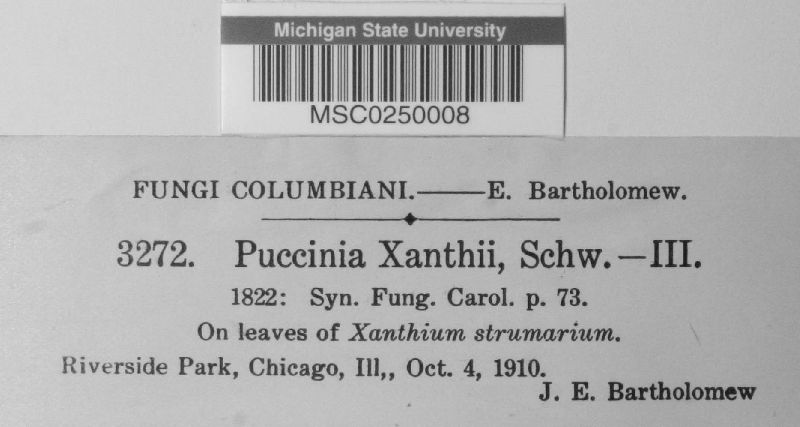 Michigan State University
MSC0250008
FUNGI COLUMBIANI.——E. Bartholomew.
3272. Puccinia Xanthii, Schw.—III.
1822: Syn. Fung. Carol. p. 73.
On leaves of Xanthium strumarium.
Riverside Park, Chicago, Ill,, Oct. 4, 1910.
J. E. Bartholomew